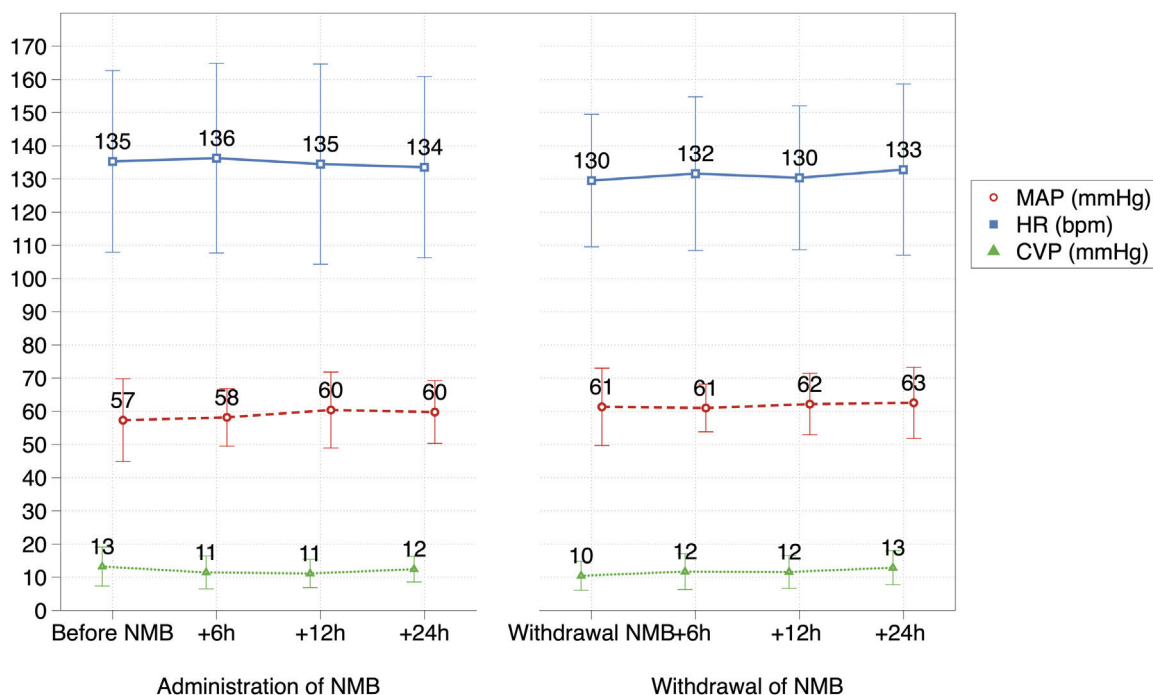 170
160
150
140
130
120
110
100
90
80
70
60
50
40
30
20
10
0
135 136 135 134
130 132 130 133
57 58 60 60
61 61 62 63
13 11 11 12
10 12 12 13
Before NMB +6h +12h +24h
Withdrawal NMB +6h +12h +24h
Administration of NMB
Withdrawal of NMB
MAP (mmHg)
HR (bpm)
CVP (mmHg)